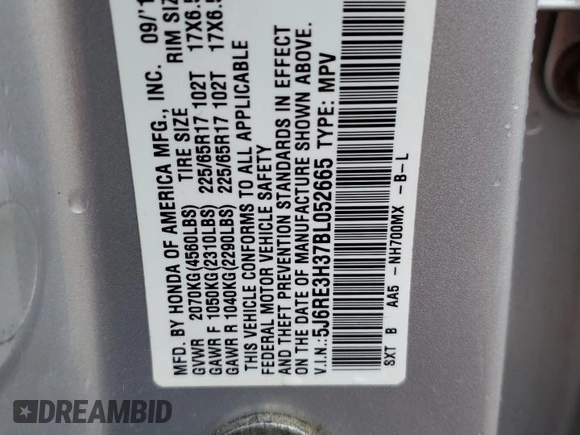 MFD. BY HONDA OF AMERICA MFG., INC. 09/1
TIRE SIZE RIM SIZ
GVWR 2070KG(4560LBS)
GAWR F 1050KG(2310LBS) 225/65R17 102T 17X6.5
GAWR R 1040KG(2290LBS) 225/65R17 102T 17X6.5
THIS VEHICLE CONFORMS TO ALL APPLICABLE
FEDERAL MOTOR VEHICLE SAFETY
AND THEFT PREVENTION STANDARDS IN EFFECT
ON THE DATE OF MANUFACTURE SHOWN ABOVE.
V.I.N.:5J6RE3H37BL052665 TYPE: MPV
SXT B AA5 -NH700MX -B-L
DREAMBID